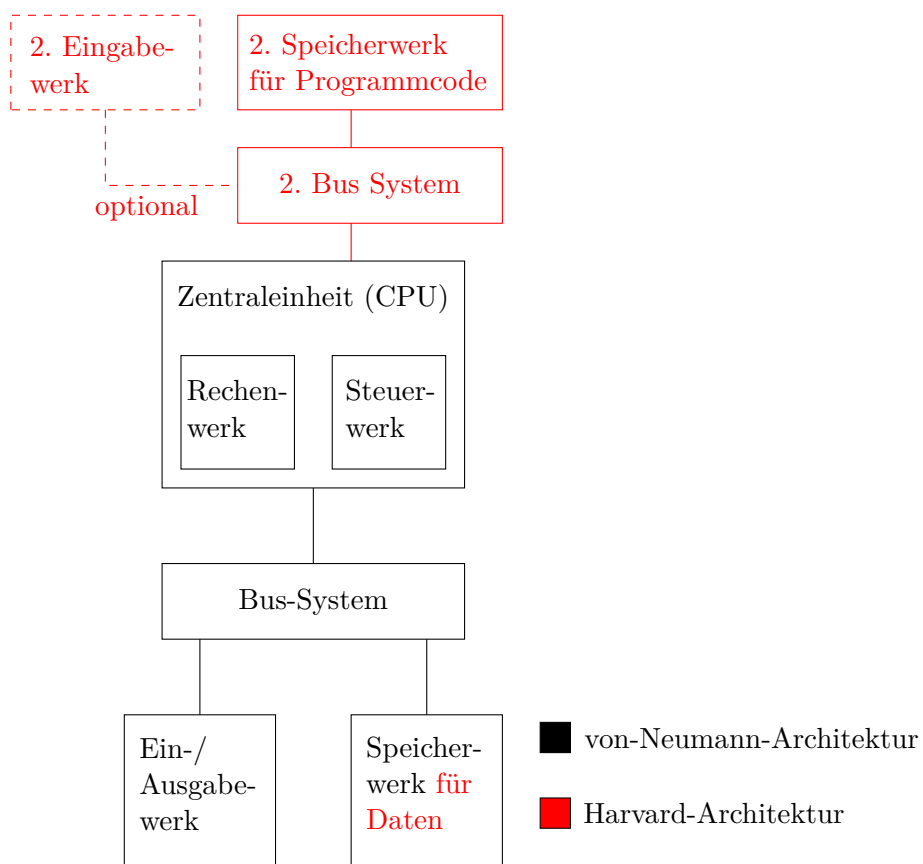 2. Eingabe-
werk
2. Speicherwerk
für Programmcode
2. Bus System
optional
Zentraleinheit (CPU)
Rechen-
werk
Steuer-
werk
Bus-System
Ein-/
Ausgabe-
werk
Speicher-
werk für
Daten
von-Neumann-Architektur
Harvard-Architektur